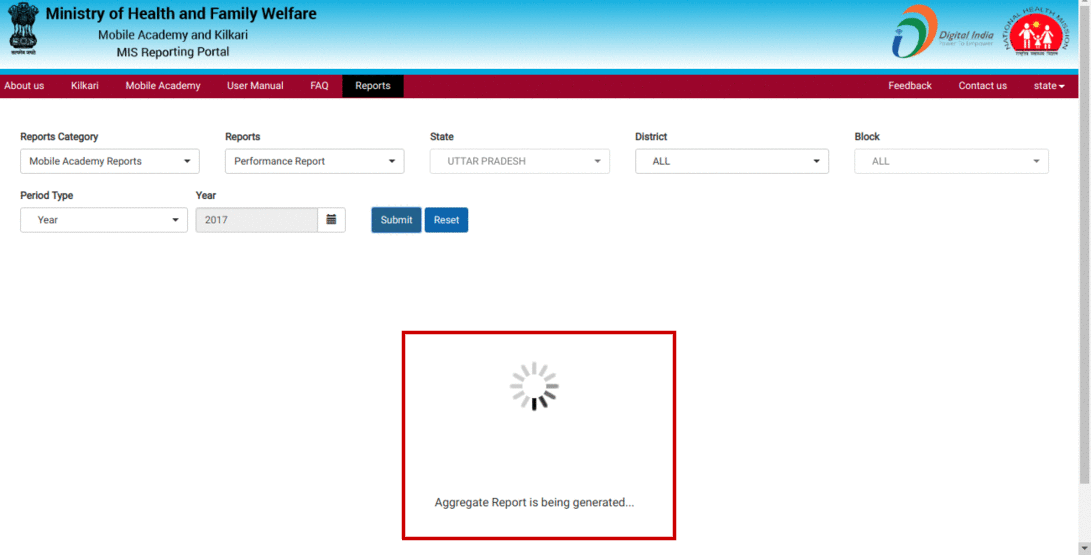 Ministry of Health and Family Welfare
Mobile Academy and Kilkari
MIS Reporting Portal
सत्यमेव जयते
Digital India
Power To Empower
NATIONAL HEALTH MISSION
About us Kilkari Mobile Academy User Manual FAQ Reports Feedback Contact us state
Reports Category Reports State District Block
Mobile Academy Reports Performance Report UTTAR PRADESH ALL ALL
Period Type Year
Year 2017 Submit Reset
Aggregate Report is being generated...